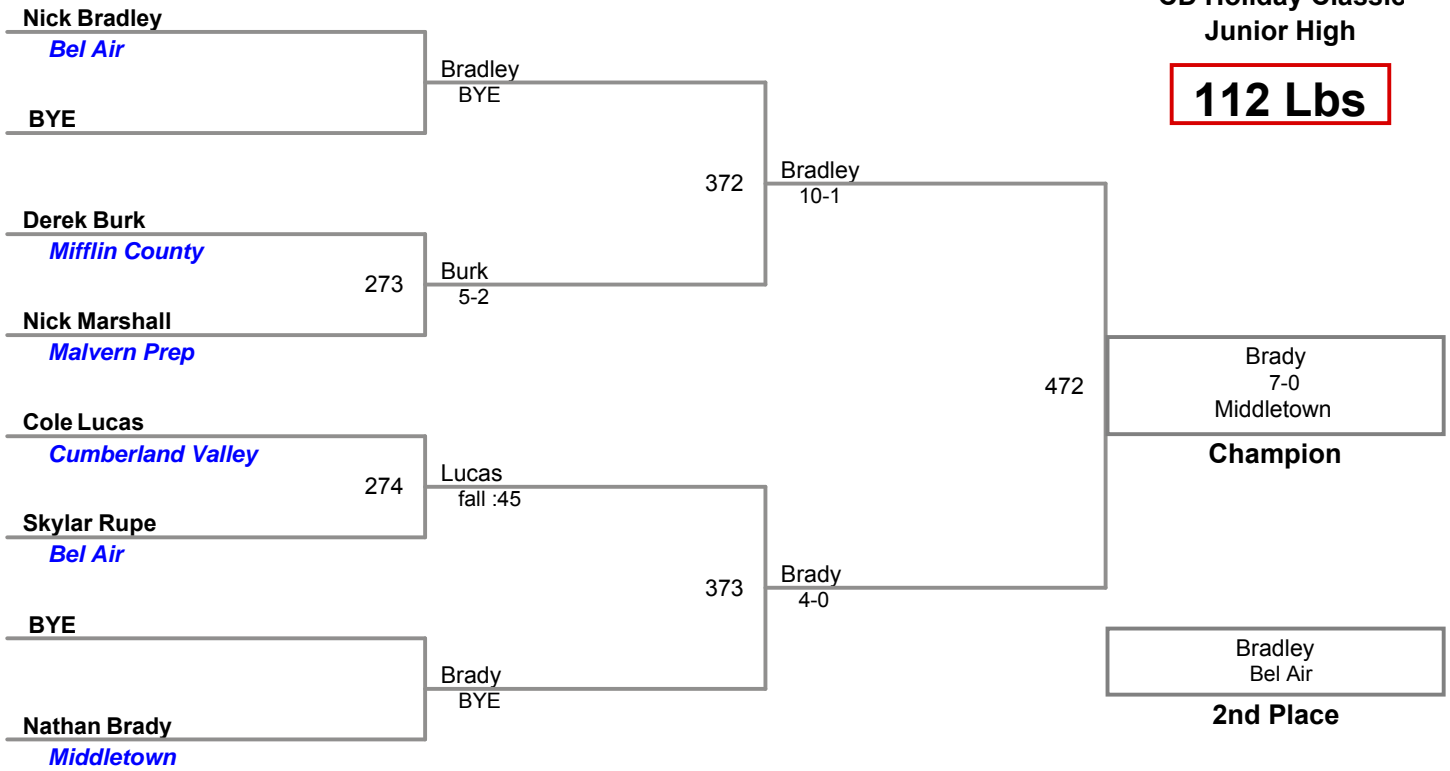 CB Holiday Classic
Junior High
112 Lbs
Nick Bradley
Bel Air
Bradley
BYE
BYE
372
Bradley
10-1
Derek Burk
Mifflin County
273
Burk
5-2
Nick Marshall
Malvern Prep
472
Brady
7-0
Middletown
Champion
Cole Lucas
Cumberland Valley
274
Lucas
fall :45
Skylar Rupe
Bel Air
373
Brady
4-0
BYE
Brady
BYE
Nathan Brady
Middletown
Bradley
Bel Air
2nd Place